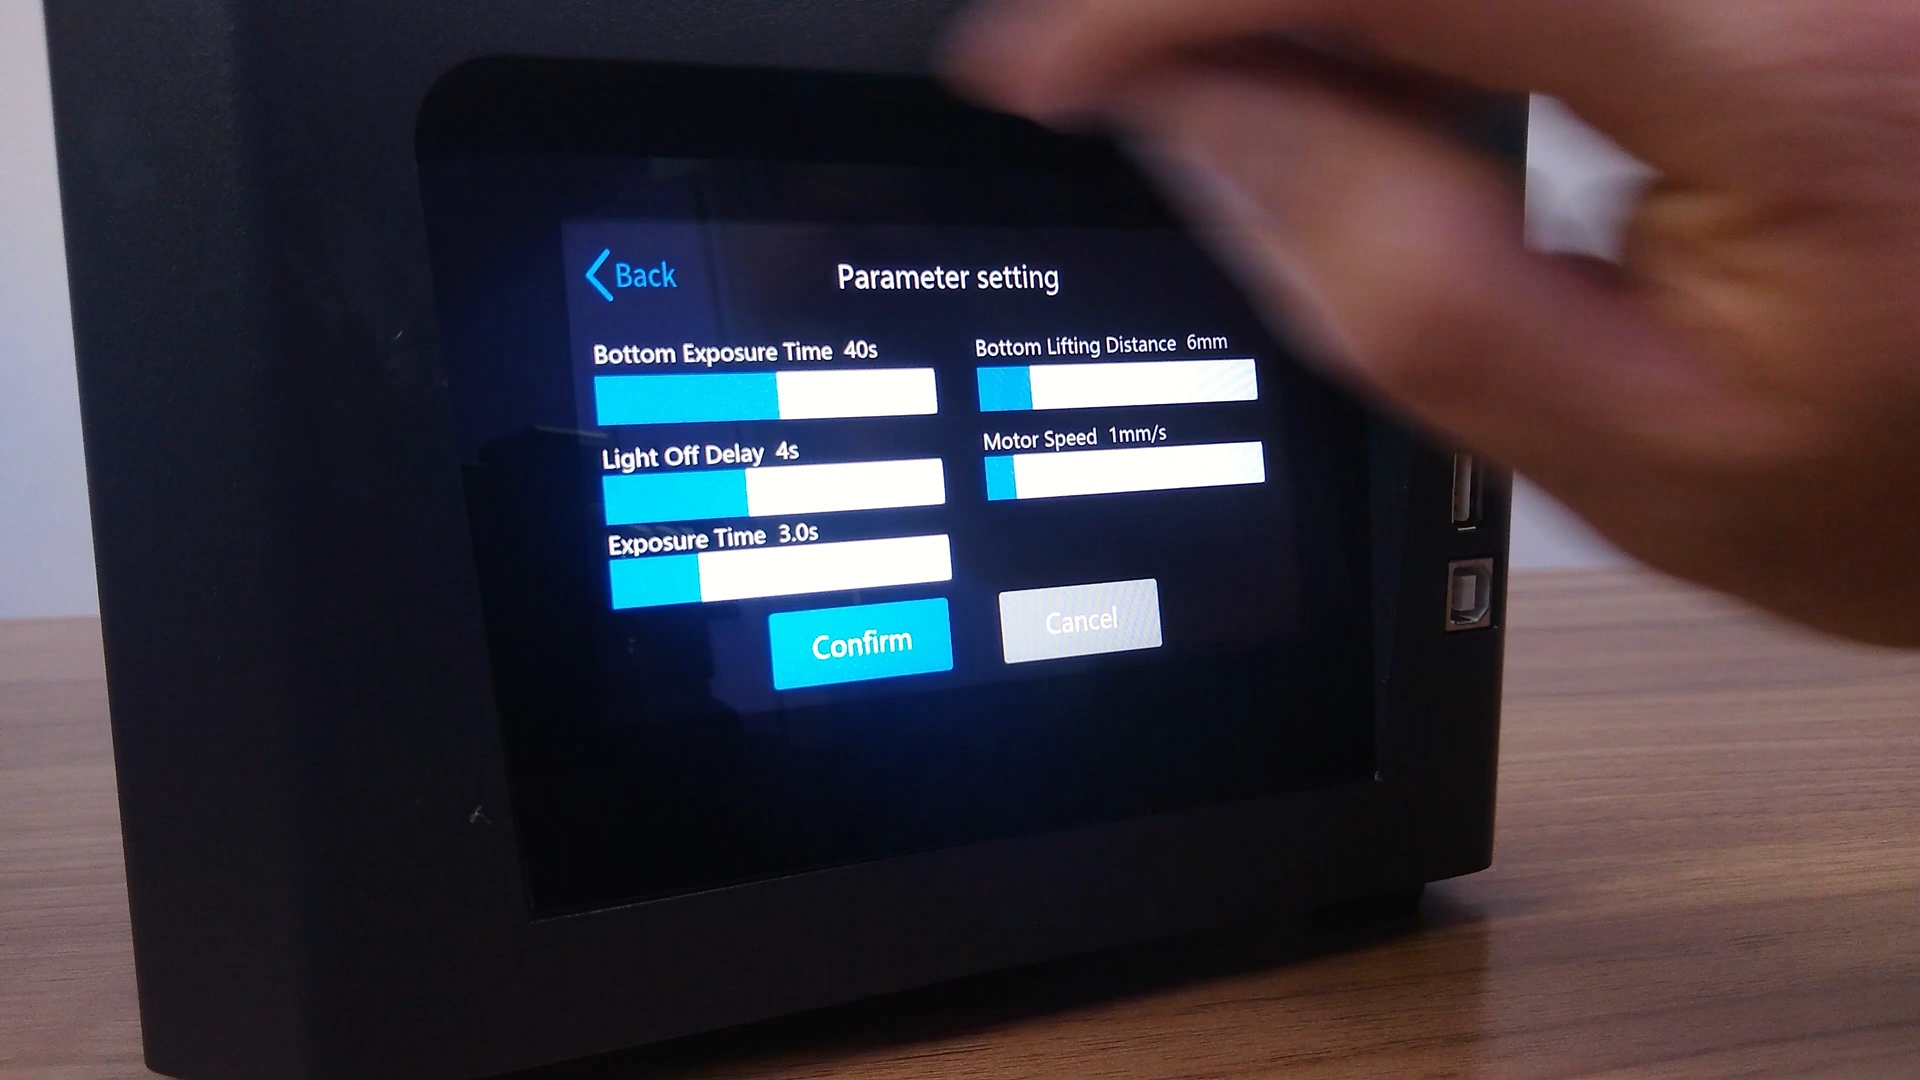 Back
Parameter setting
Bottom Exposure Time 40s
Light Off Delay 4s
Exposure Time 3.0s
Bottom Lifting Distance 6mm
Motor Speed 1mm/s
Confirm
Cancel